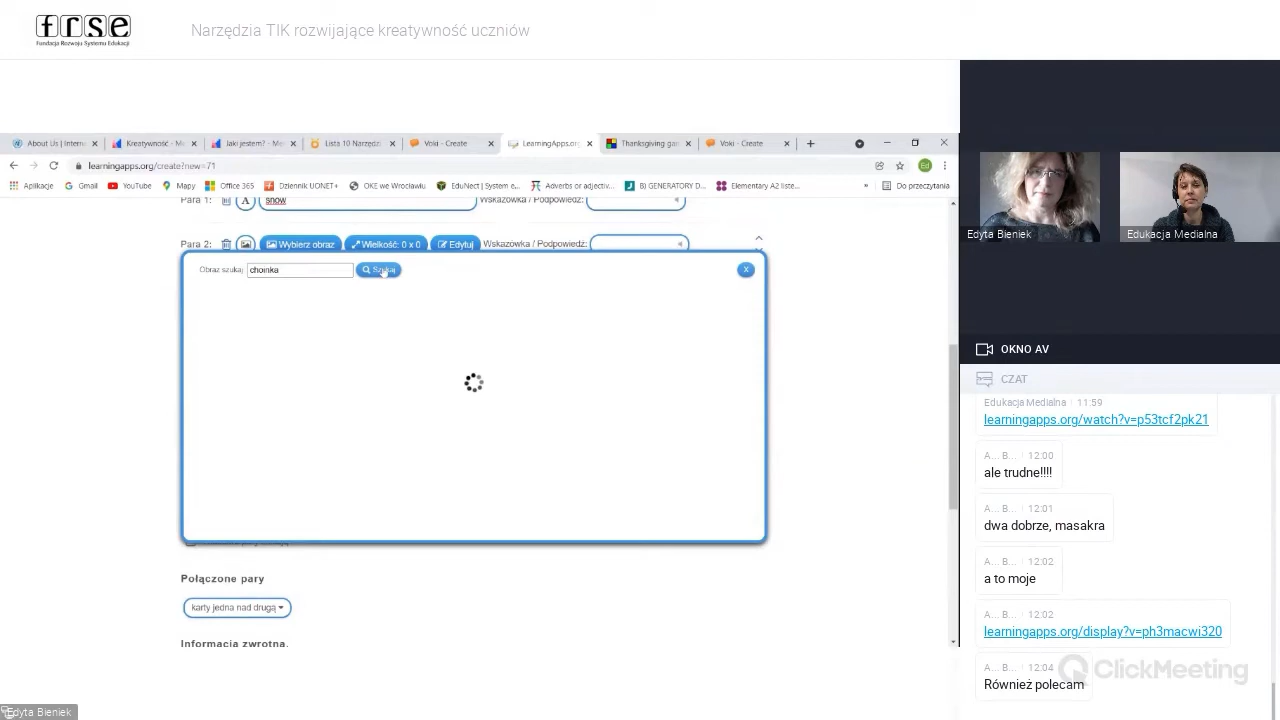 frse
Fundacja Rozwoju Systemu Edukacji
Narzędzia TIK rozwijające kreatywność uczniów
About Us | Intern
Kreatywność - M
Jaki jestem? - M
Lista 10 Narzędzi
Voki - Create
LearningApps.org
Thanksgiving ga
Voki - Create
learningapps.org/create?new=71
Ed
Aplikacje
Gmail
YouTube
Mapy
Office 365
Dziennik UONET+
OKE we Wrocławiu
EduNect | System e...
Adverbs or adjectiv...
B) GENERATORY D...
Elementary A2 liste...
»
Do przeczytania
Para 1:
A
snow
Wskazówka / Podpowiedź:
Para 2:
Wybierz obraz
Wielkość: 0 x 0
Edytuj
Wskazówka / Podpowiedź:
Obraz szukaj
choinka
Szukaj
X
Połączone pary
karty jedna nad drugą
Informacja zwrotna.
Edyta Bieniek
Edyta Bieniek
Edukacja Medialna
OKNO AV
CZAT
Edukacja Medialna 11:59
learningapps.org/watch?v=p53tcf2pk21
A... B... 12:00
ale trudne!!!!
A... B... 12:01
dwa dobrze, masakra
A... B... 12:02
a to moje
A... B... 12:02
learningapps.org/display?v=ph3macwi320
A... B... 12:04
Również polecam
ClickMeeting